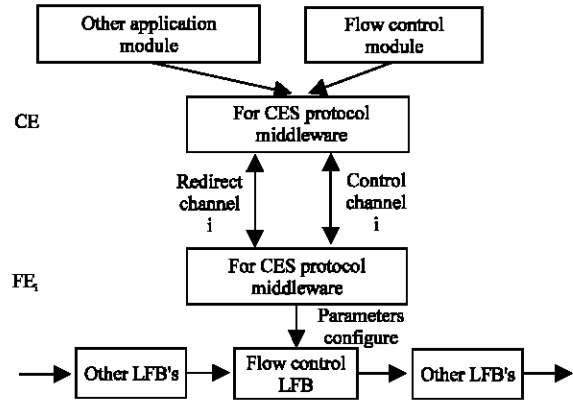 Other application
module
Flow control
module
CE
For CES protocol
middleware
Redirect
channel
i
Control
channel
i
FEi
For CES protocol
middleware
Parameters
configure
Other LFB's
Flow control
LFB
Other LFB's